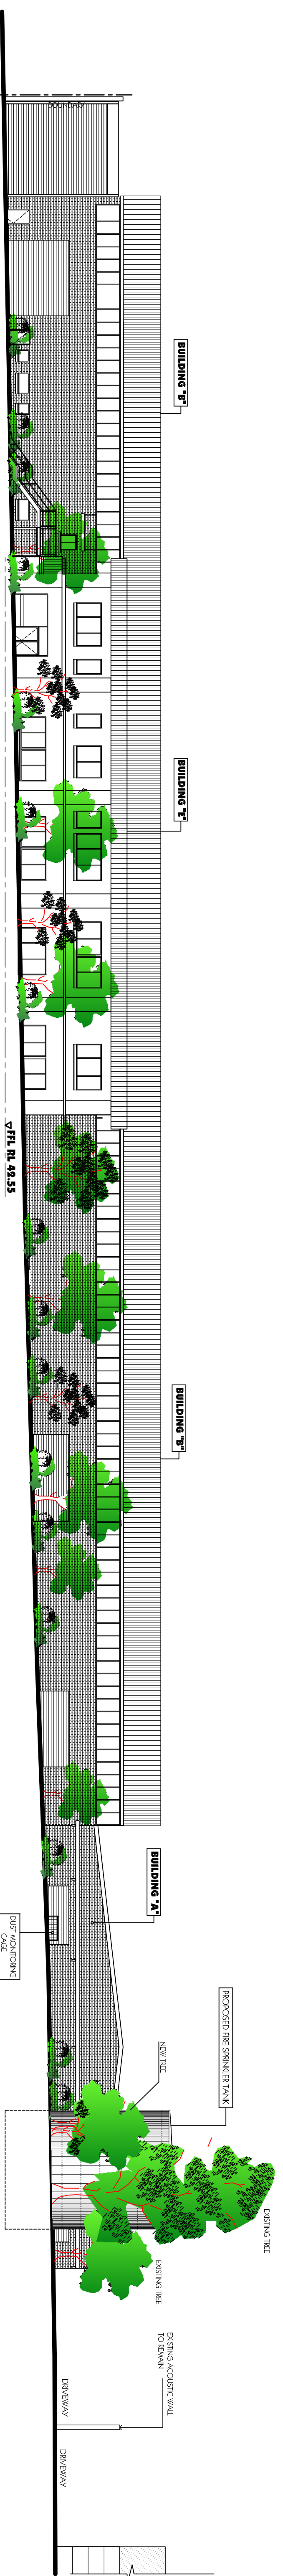 BOUNDARY
BUILDING "B"
BUILDING "E"
FFL RL 42.55
BUILDING "B"
BUILDING "A"
DUST MONITORING
CAGE
PROPOSED FIRE SPRINKLER TANK
NEW TREE
EXISTING TREE
EXISTING TREE
EXISTING ACOUSTIC WALL
TO REMAIN
DRIVEWAY
DRIVEWAY